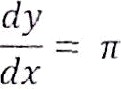 dy/dx = π